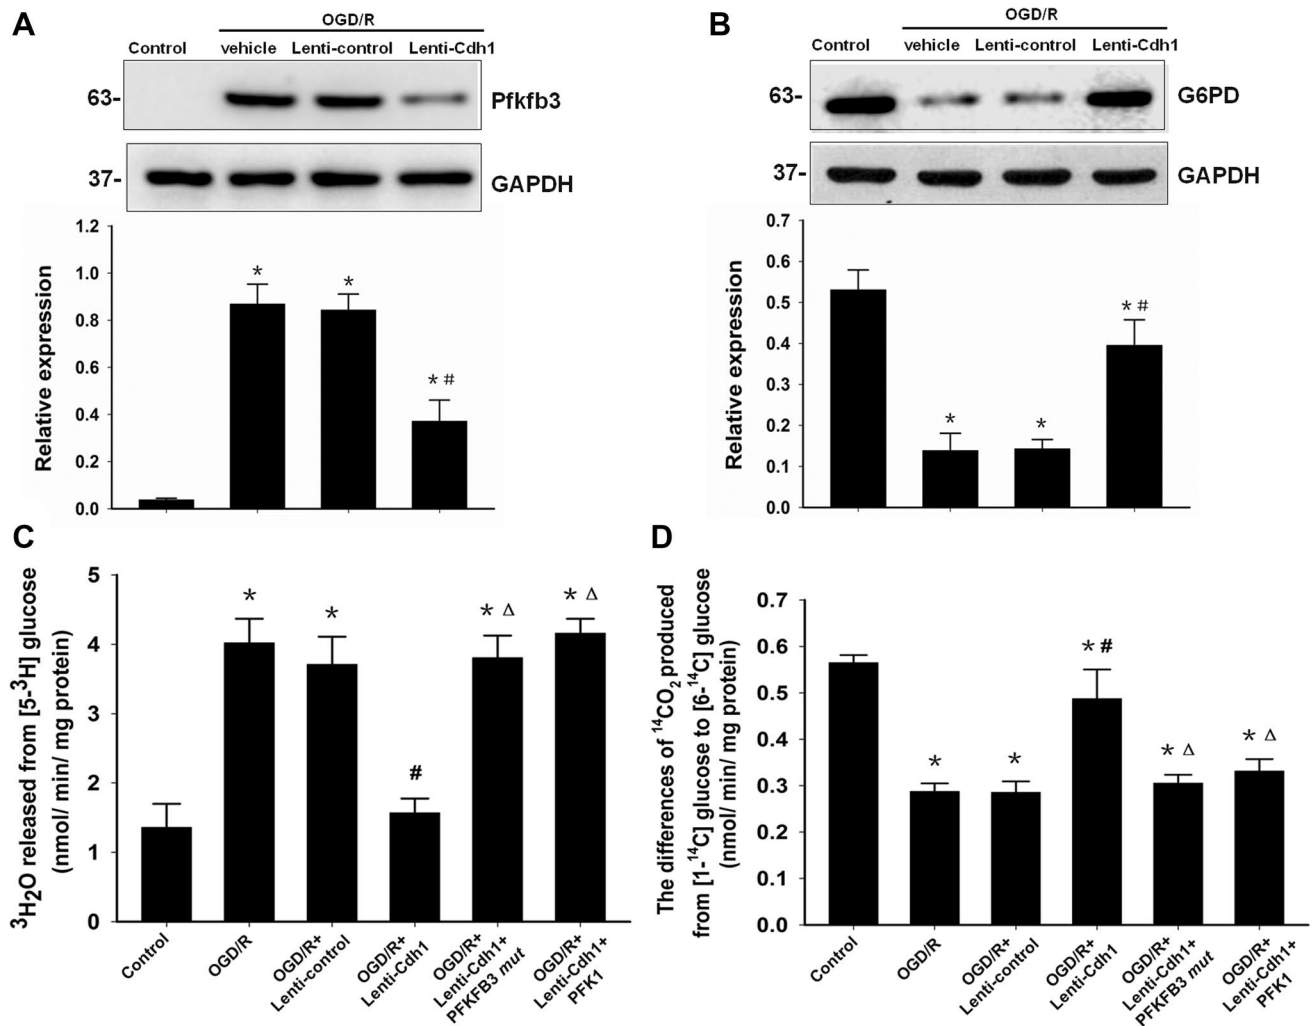 A
OGD/R
Control vehicle Lenti-control Lenti-Cdh1
63- Pfkfb3
37- GAPDH
Relative expression
1.2
1.0
0.8
0.6
0.4
0.2
0.0
*
*
* #
B
OGD/R
Control vehicle Lenti-control Lenti-Cdh1
63- G6PD
37- GAPDH
Relative expression
0.7
0.6
0.5
0.4
0.3
0.2
0.1
0.0
*
*
* #
C
³H₂O released from [5-³H] glucose
(nmol/ min/ mg protein)
5
4
3
2
1
0
*
*
#
* Δ
* Δ
Control
OGD/R
OGD/R+
Lenti-control
OGD/R+
Lenti-Cdh1
OGD/R+
Lenti-Cdh1+
PFKFB3 mut
OGD/R+
Lenti-Cdh1+
PFK1
D
The differences of ¹⁴CO₂ produced
from [1-¹⁴C] glucose to [6-¹⁴C] glucose
(nmol/ min/ mg protein)
0.7
0.6
0.5
0.4
0.3
0.2
0.1
0.0
*
*
* #
* Δ
* Δ
Control
OGD/R
OGD/R+
Lenti-control
OGD/R+
Lenti-Cdh1
OGD/R+
Lenti-Cdh1+
PFKFB3 mut
OGD/R+
Lenti-Cdh1+
PFK1